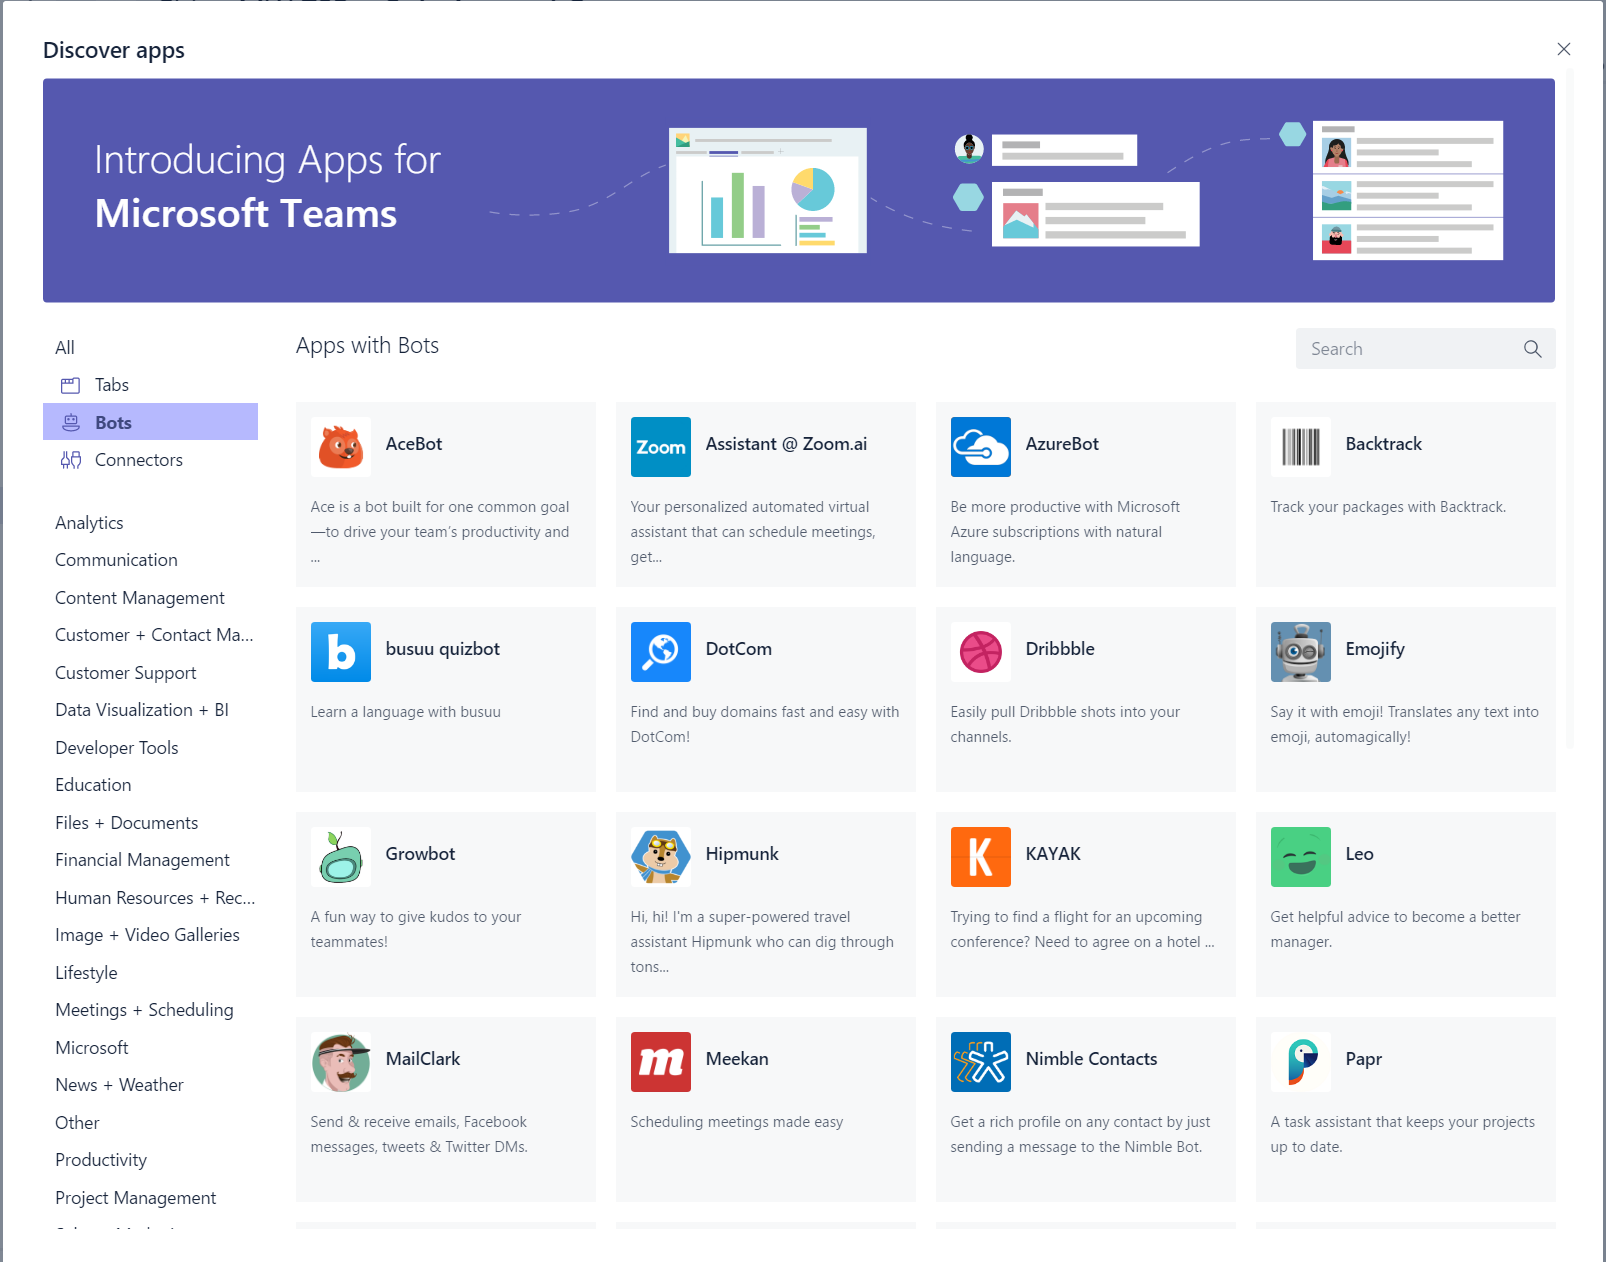 Discover apps
Introducing Apps for
Microsoft Teams
All
Tabs
Bots
Connectors
Analytics
Communication
Content Management
Customer + Contact Ma...
Customer Support
Data Visualization + BI
Developer Tools
Education
Files + Documents
Financial Management
Human Resources + Rec...
Image + Video Galleries
Lifestyle
Meetings + Scheduling
Microsoft
News + Weather
Other
Productivity
Project Management
Apps with Bots
Search
AceBot
Ace is a bot built for one common goal
—to drive your team's productivity and
...
Zoom
Assistant @ Zoom.ai
Your personalized automated virtual
assistant that can schedule meetings,
get...
AzureBot
Be more productive with Microsoft
Azure subscriptions with natural
language.
Backtrack
Track your packages with Backtrack.
b
busuu quizbot
Learn a language with busuu
DotCom
Find and buy domains fast and easy with
DotCom!
Dribbble
Easily pull Dribbble shots into your
channels.
Emojify
Say it with emoji! Translates any text into
emoji, automagically!
Growbot
A fun way to give kudos to your
teammates!
Hipmunk
Hi, hi! I'm a super-powered travel
assistant Hipmunk who can dig through
tons...
K
KAYAK
Trying to find a flight for an upcoming
conference? Need to agree on a hotel ...
Leo
Get helpful advice to become a better
manager.
MailClark
Send & receive emails, Facebook
messages, tweets & Twitter DMs.
m
Meekan
Scheduling meetings made easy
Nimble Contacts
Get a rich profile on any contact by just
sending a message to the Nimble Bot.
Papr
A task assistant that keeps your projects
up to date.